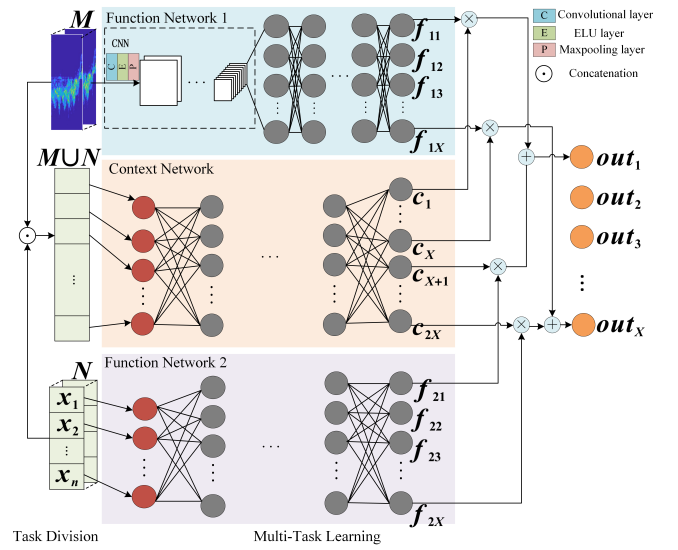 M
Function Network 1
CNN
C
E
P
...
...
f11
f12
f13
f1X
C Convolutional layer
E ELU layer
P Maxpooling layer
Concatenation
M∪N
Context Network
...
...
c1
cX
cX+1
c2X
out1
out2
out3
...
outX
N
x1
x2
...
xn
Function Network 2
...
f21
f22
f23
f2X
Task Division
Multi-Task Learning